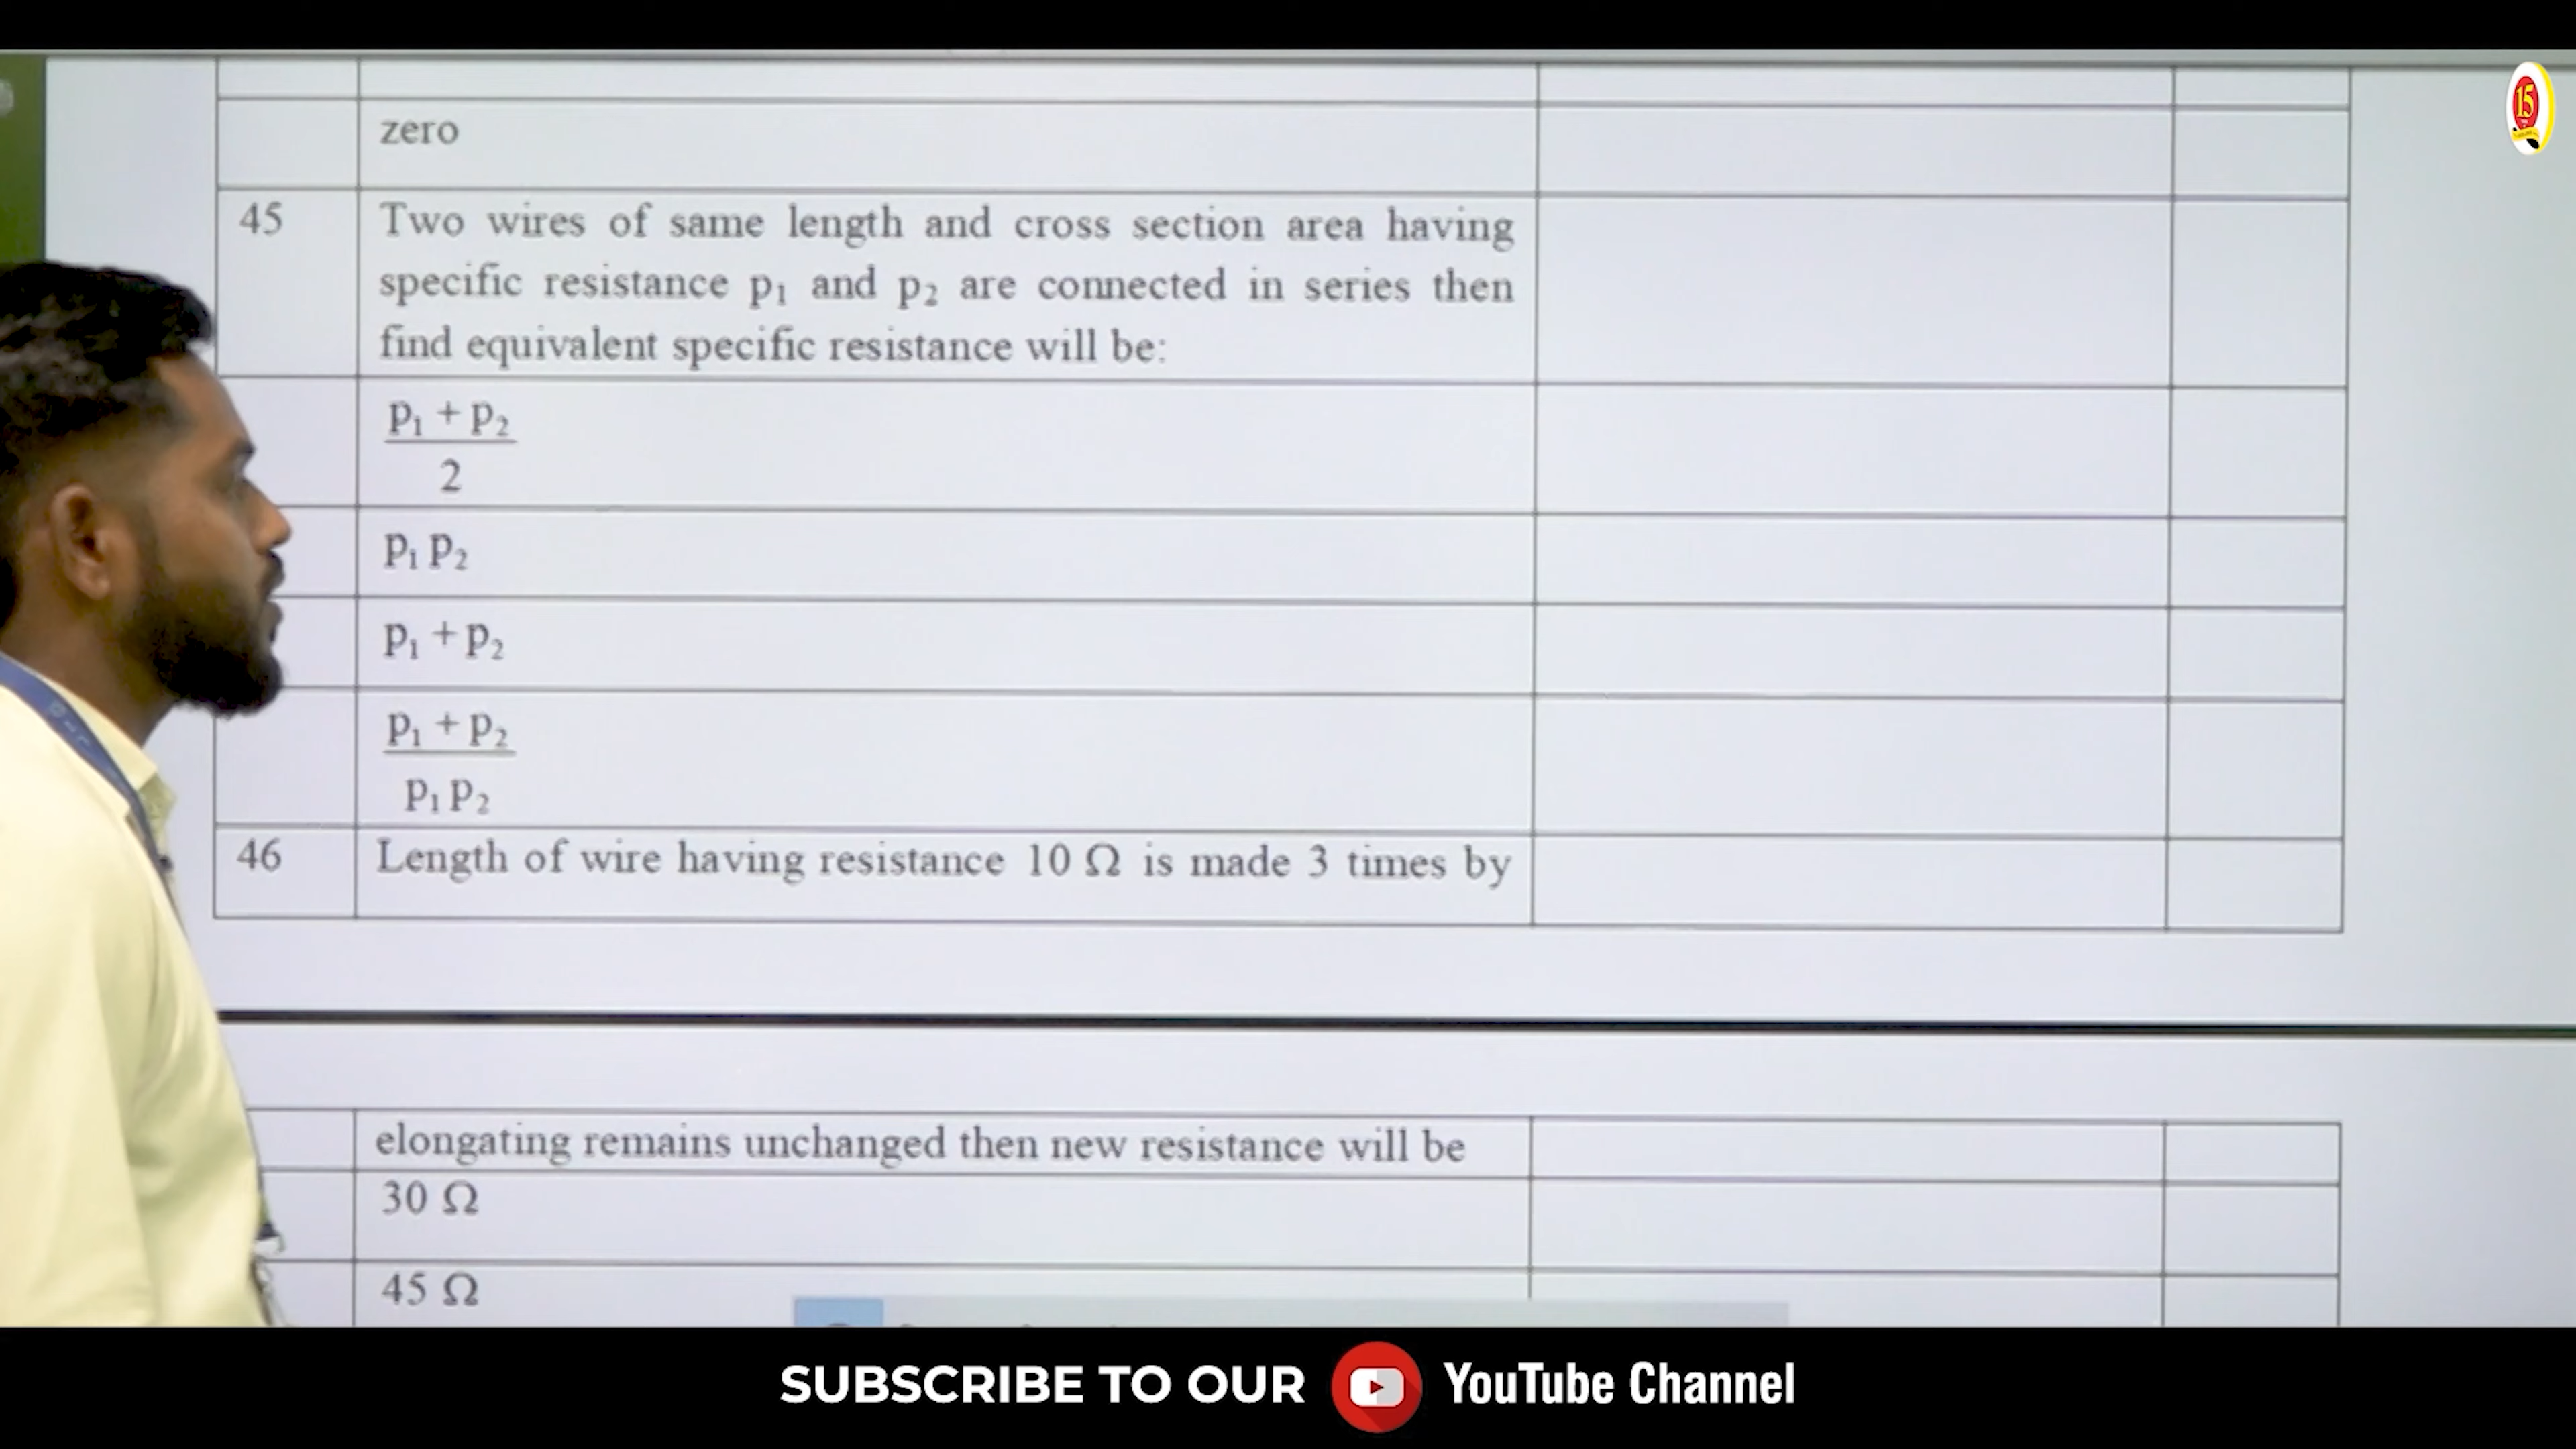 zero
45 Two wires of same length and cross section area having
specific resistance p₁ and p₂ are connected in series then
find equivalent specific resistance will be:
p₁ + p₂
2
p₁ p₂
p₁ + p₂
p₁ + p₂
p₁ p₂
46 Length of wire having resistance 10 Ω is made 3 times by
elongating remains unchanged then new resistance will be
30 Ω
45 Ω
15
SUBSCRIBE TO OUR YouTube Channel